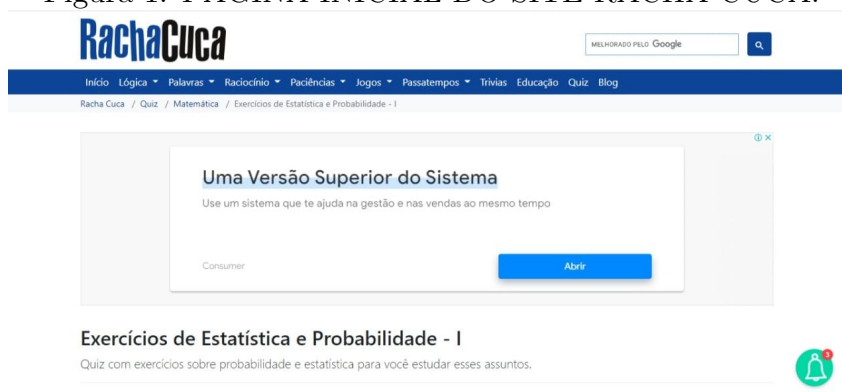 Figura 1: PÁGINA INICIAL DO SITE RACHA CUCA.
RachaCuca
MELHORADO PELO Google
Início Lógica Palavras Raciocínio Paciências Jogos Passatempos Trivias Educação Quiz Blog
Racha Cuca / Quiz / Matemática / Exercícios de Estatística e Probabilidade - I
Uma Versão Superior do Sistema
Use um sistema que te ajuda na gestão e nas vendas ao mesmo tempo
Consumer
Abrir
Exercícios de Estatística e Probabilidade - I
Quiz com exercícios sobre probabilidade e estatística para você estudar esses assuntos.
3